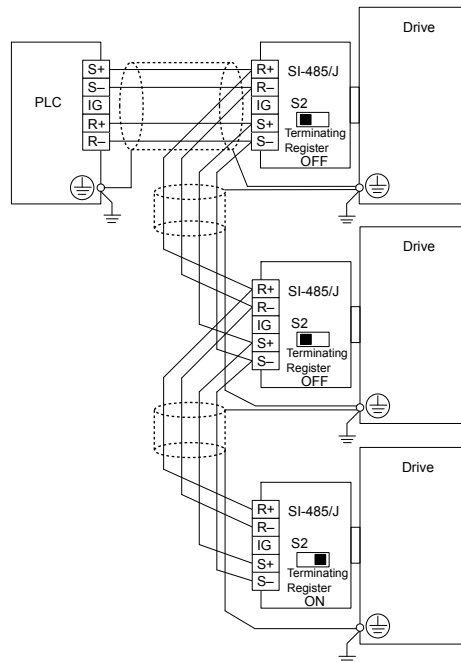 Drive
PLC
S+
S–
IG
R+
R–
R+
R–
IG
S+
S–
SI-485/J
S2
Terminating
Register
OFF
Drive
R+
R–
IG
S+
S–
SI-485/J
S2
Terminating
Register
OFF
Drive
R+
R–
IG
S+
S–
SI-485/J
S2
Terminating
Register
ON